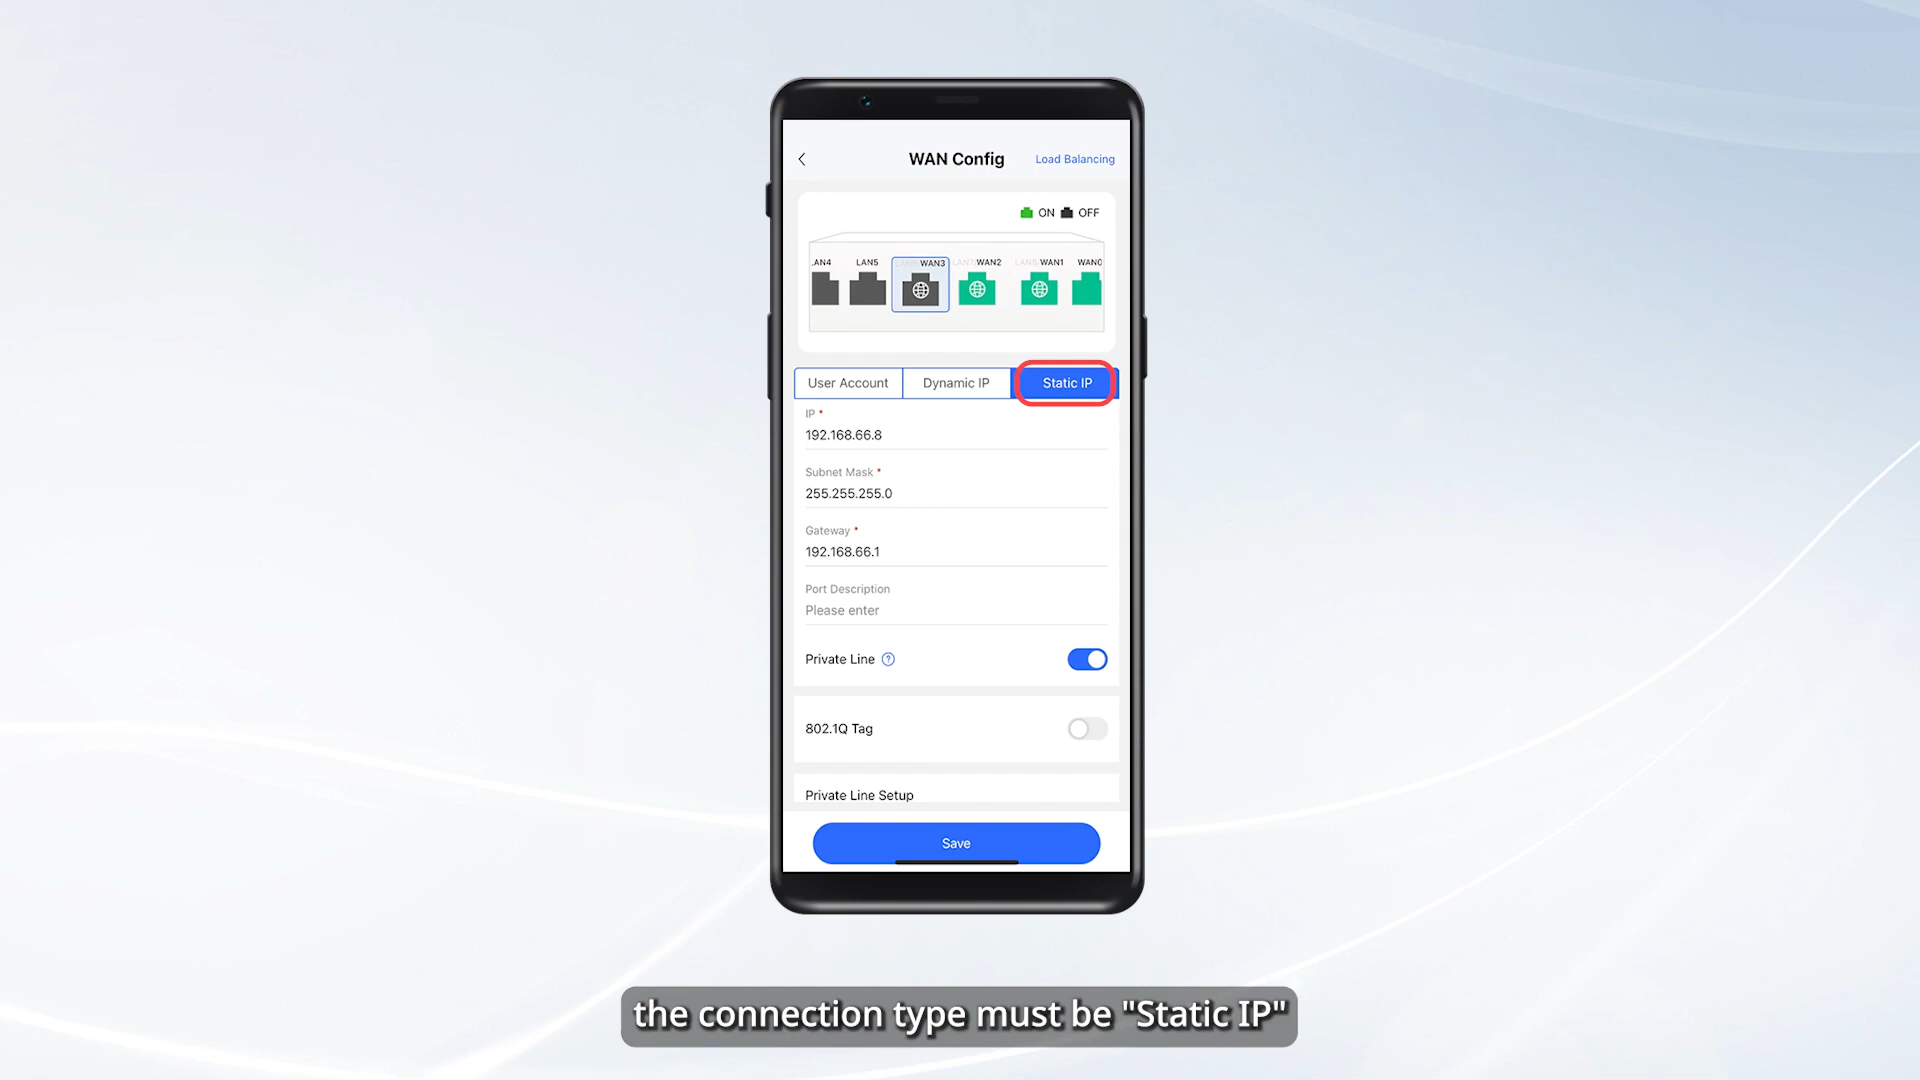 WAN Config
Load Balancing
ON OFF
LAN5 WAN3 WAN2 WAN1
User Account Dynamic IP Static IP
IP *
192.168.66.8
Subnet Mask *
255.255.255.0
Gateway *
192.168.66.1
Port Description
Please enter
Private Line ?
802.1Q Tag
Private Line Setup
Save
the connection type must be "Static IP"